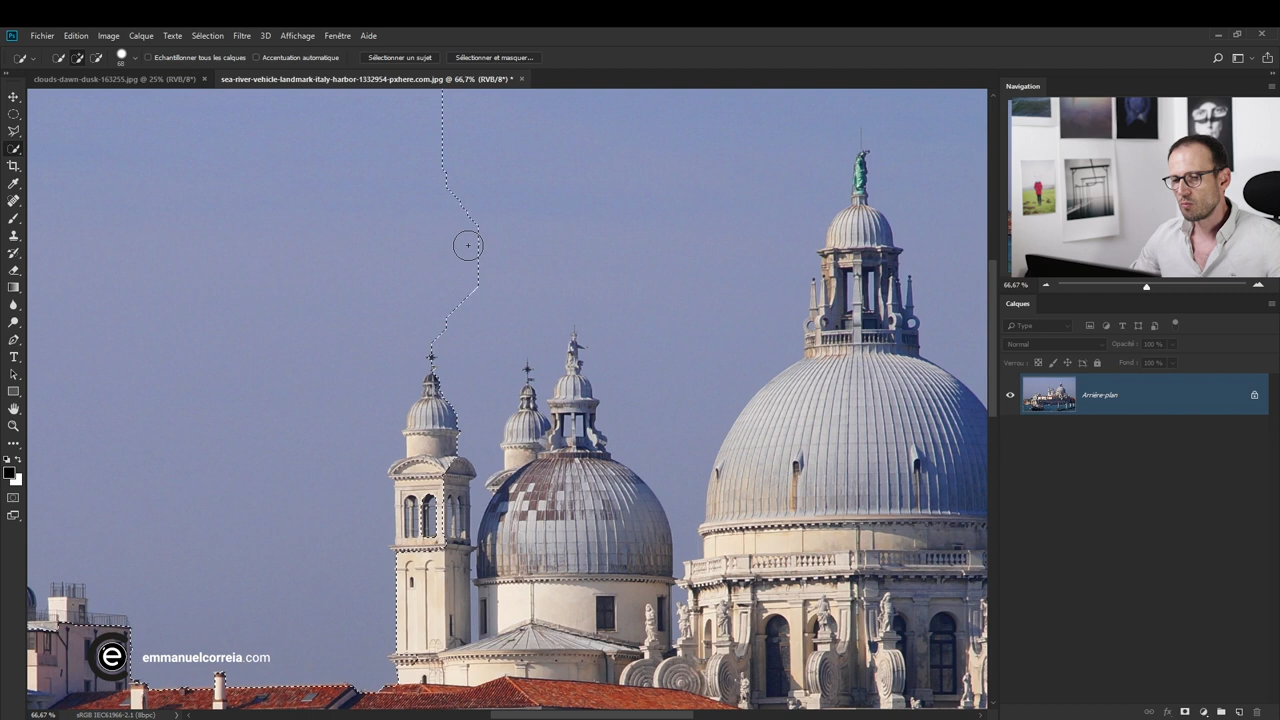 Ps Fichier Edition Image Calque Texte Sélection Filtre 3D Affichage Fenêtre Aide
68 Echantillonner tous les calques Accentuation automatique Sélectionner un sujet Sélectionner et masquer...
clouds-dawn-dusk-163255.jpg @ 25% (RVB/8*) × sea-river-vehicle-landmark-italy-harbor-1332954-pxhere.com.jpg @ 66,7% (RVB/8*) * ×
Navigation
66,67 %
Calques
Type
Normal Opacité : 100 %
Verrou : Fond : 100 %
Arrière-plan
e emmanuelcorreia.com
66,67 % sRGB IEC61966-2.1 (8bpc)